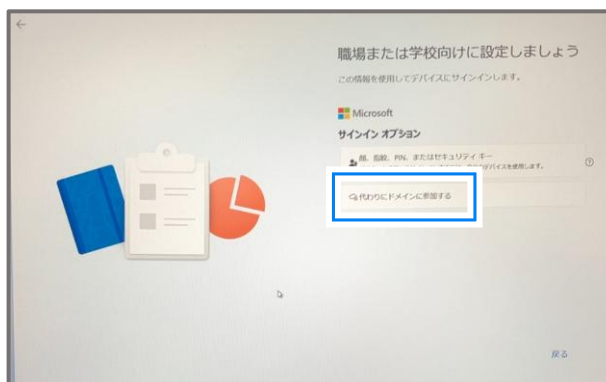 職場または学校向けに設定しましょう
この情報を使用してデバイスにサインインします。
Microsoft
サインイン オプション
顔、指紋、PIN、またはセキュリティ キー
デバイスを使用します。
代わりにドメインに参加する
戻る